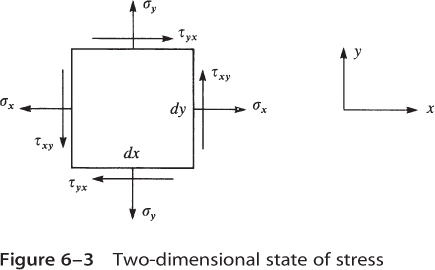 σy
τyx
τxy
y
σx
dy
σx
x
τxy
dx
τyx
σy
Figure 6–3 Two-dimensional state of stress